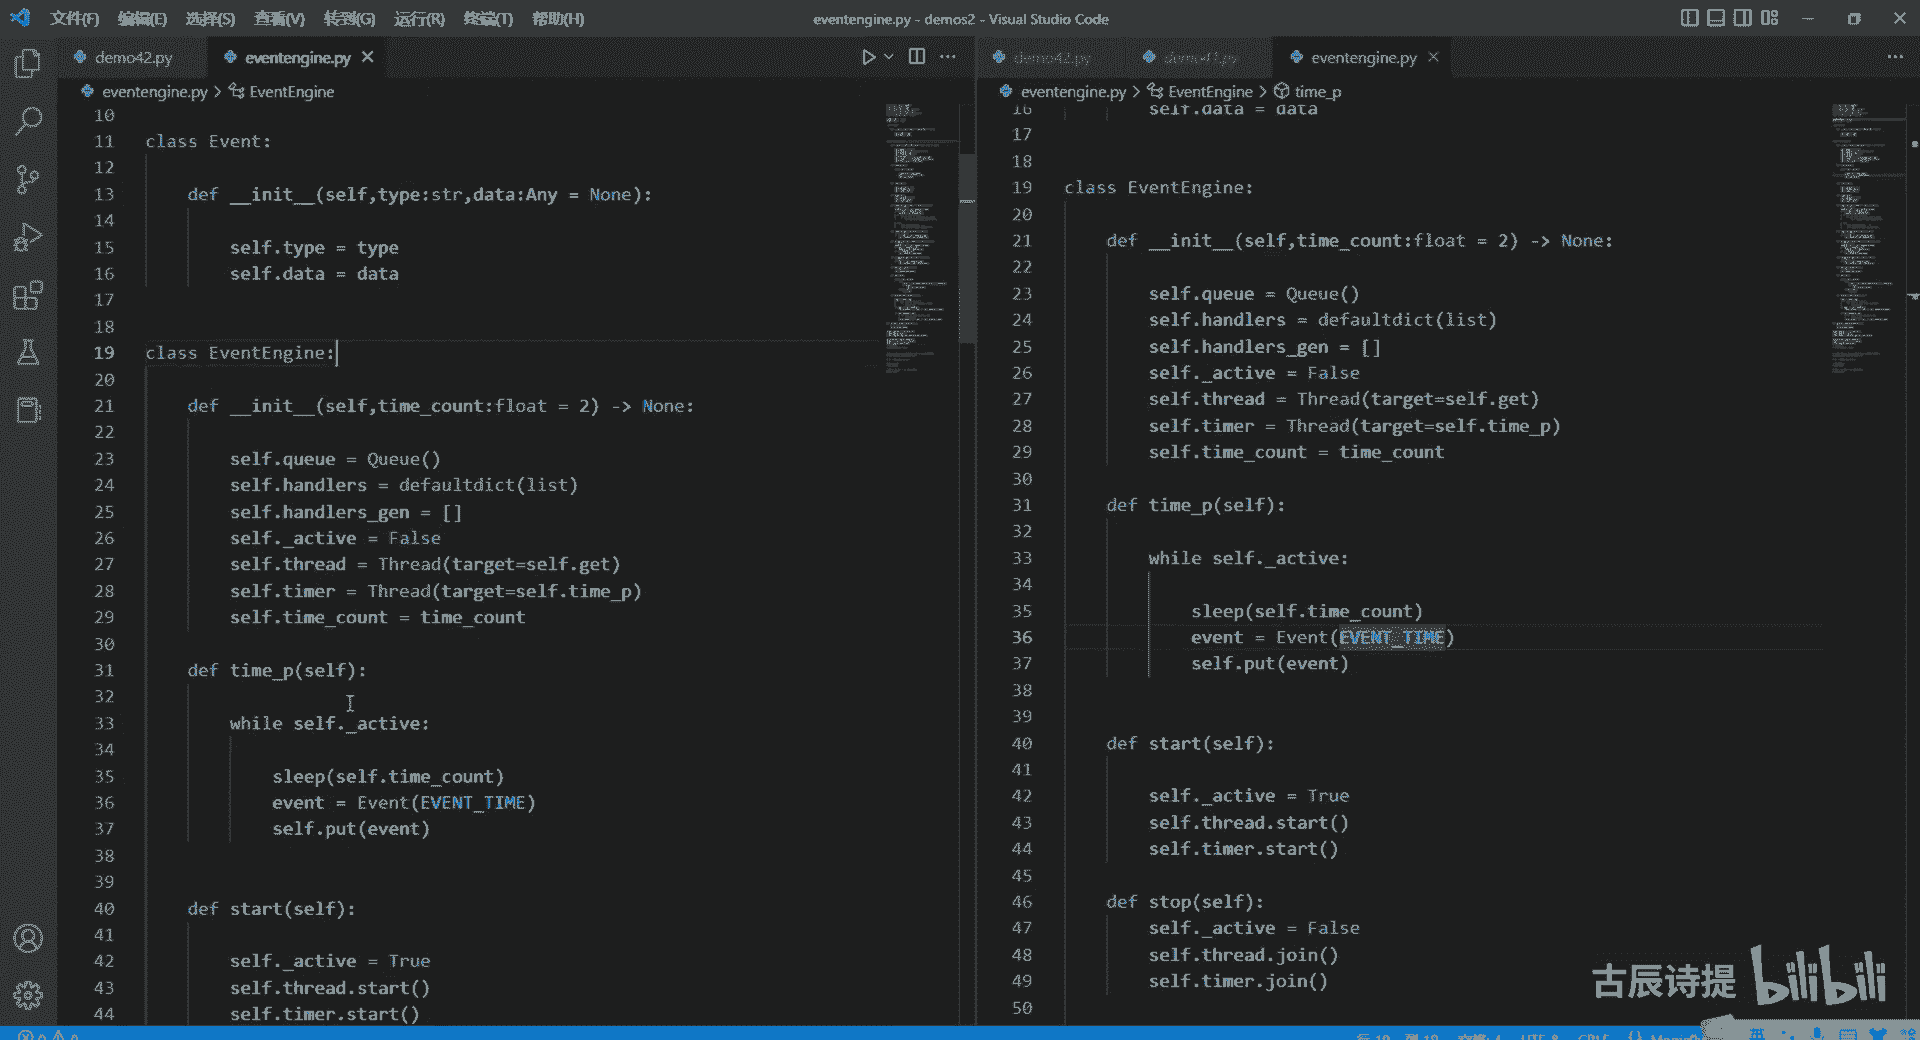 文件(F) 编辑(E) 选择(S) 查看(V) 转到(G) 运行(R) 终端(T) 帮助(H)
eventengine.py - demos2 - Visual Studio Code
demo42.py
eventengine.py
eventengine.py > EventEngine
10
11 class Event:
12
13 def __init__(self,type:str,data:Any = None):
14
15 self.type = type
16 self.data = data
17
18
19 class EventEngine:
20
21 def __init__(self,time_count:float = 2) -> None:
22
23 self.queue = Queue()
24 self.handlers = defaultdict(list)
25 self.handlers_gen = []
26 self._active = False
27 self.thread = Thread(target=self.get)
28 self.timer = Thread(target=self.time_p)
29 self.time_count = time_count
30
31 def time_p(self):
32
33 while self._active:
34
35 sleep(self.time_count)
36 event = Event(EVENT_TIME)
37 self.put(event)
38
39
40 def start(self):
41
42 self._active = True
43 self.thread.start()
44 self.timer.start()
demo42.py
demo41.py
eventengine.py
eventengine.py > EventEngine > time_p
16 self.data = data
17
18
19 class EventEngine:
20
21 def __init__(self,time_count:float = 2) -> None:
22
23 self.queue = Queue()
24 self.handlers = defaultdict(list)
25 self.handlers_gen = []
26 self._active = False
27 self.thread = Thread(target=self.get)
28 self.timer = Thread(target=self.time_p)
29 self.time_count = time_count
30
31 def time_p(self):
32
33 while self._active:
34
35 sleep(self.time_count)
36 event = Event(EVENT_TIME)
37 self.put(event)
38
39
40 def start(self):
41
42 self._active = True
43 self.thread.start()
44 self.timer.start()
45
46 def stop(self):
47 self._active = False
48 self.thread.join()
49 self.timer.join()
50
古辰诗提 bilibili